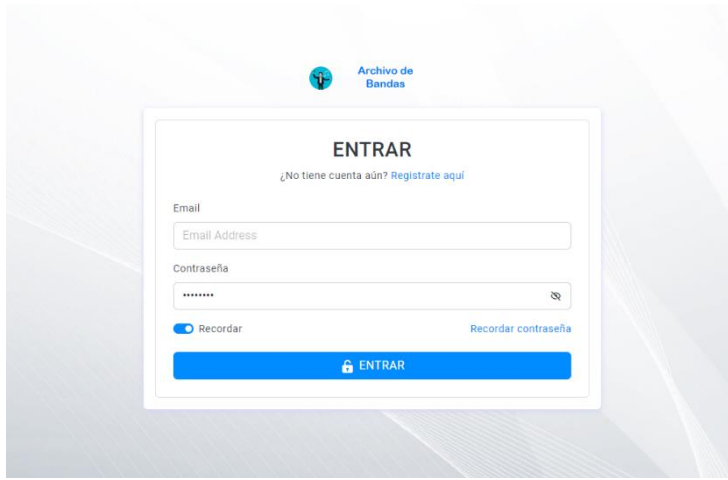 Archivo de
Bandas
ENTRAR
¿No tiene cuenta aún? Registrate aquí
Email
Email Address
Contraseña
••••••••
Recordar
Recordar contraseña
ENTRAR